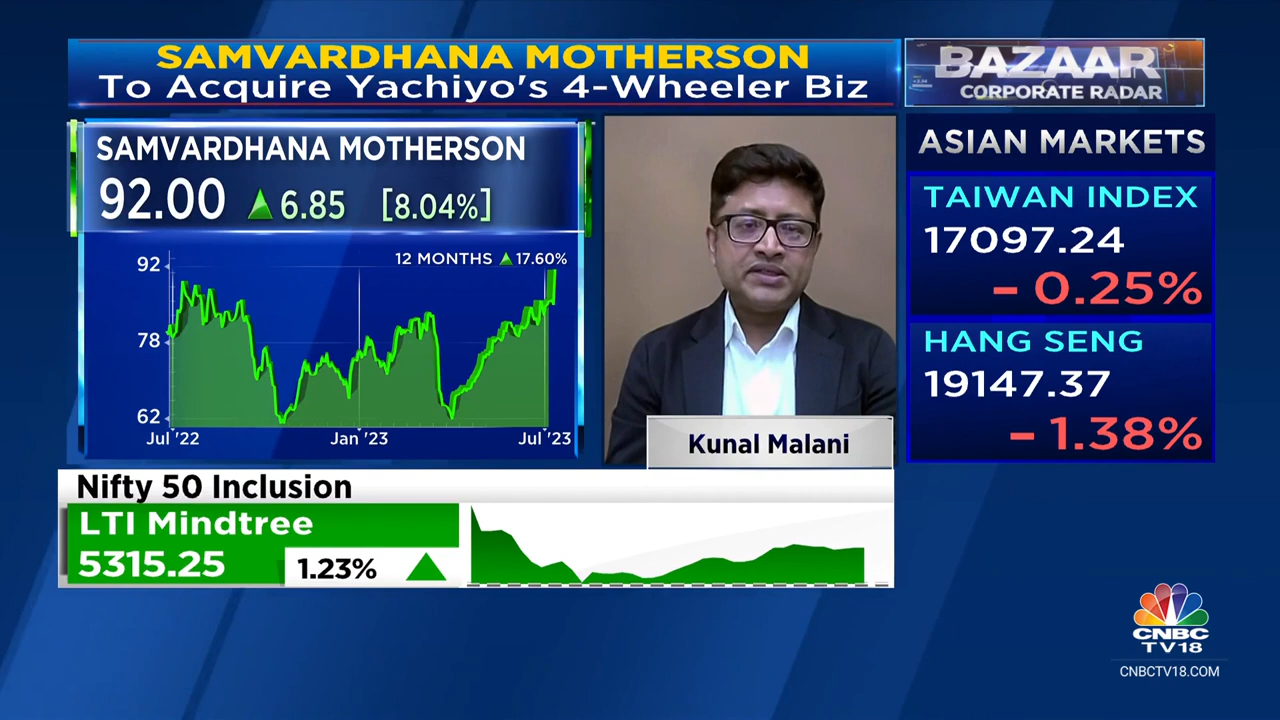 SAMVARDHANA MOTHERSON
To Acquire Yachiyo's 4-Wheeler Biz
BAZAAR
CORPORATE RADAR
SAMVARDHANA MOTHERSON
92.00 ▲ 6.85 [8.04%]
12 MONTHS ▲ 17.60%
92
78
62
Jul '22 Jan '23 Jul '23
Kunal Malani
ASIAN MARKETS
TAIWAN INDEX
17097.24
– 0.25%
HANG SENG
19147.37
– 1.38%
Nifty 50 Inclusion
LTI Mindtree
5315.25 1.23% ▲
CNBC
TV18
CNBCTV18.COM